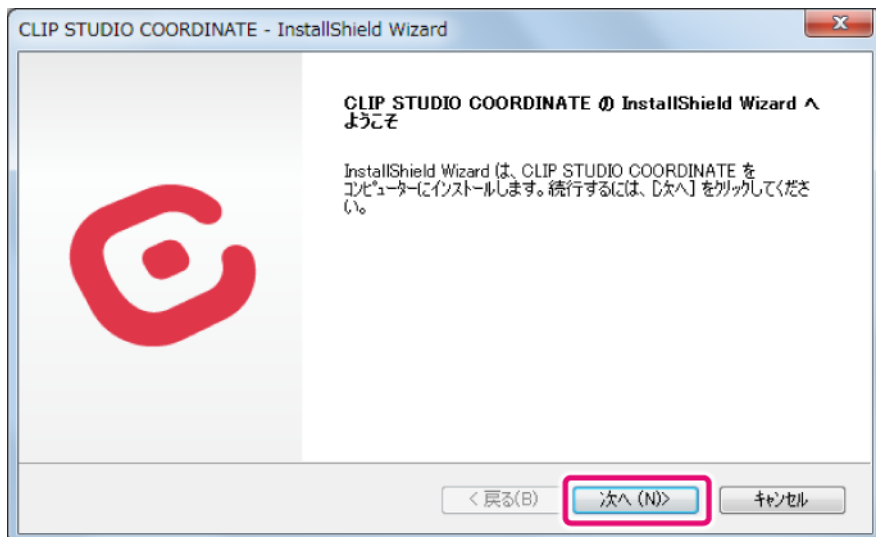 CLIP STUDIO COORDINATE - InstallShield Wizard
CLIP STUDIO COORDINATE の InstallShield Wizard へ
ようこそ
InstallShield Wizard は、CLIP STUDIO COORDINATE を
コンピューターにインストールします。続行するには、[次へ] をクリックしてくださ
い。
< 戻る(B)
次へ (N)>
キャンセル